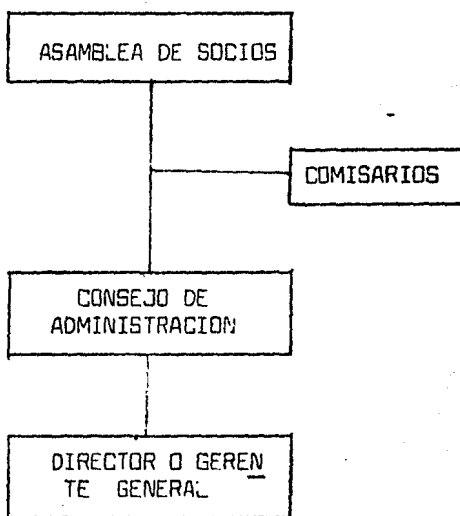 ASAMBLEA DE SOCIOS
COMISARIOS
CONSEJO DE
ADMINISTRACION
DIRECTOR O GEREN
TE GENERAL